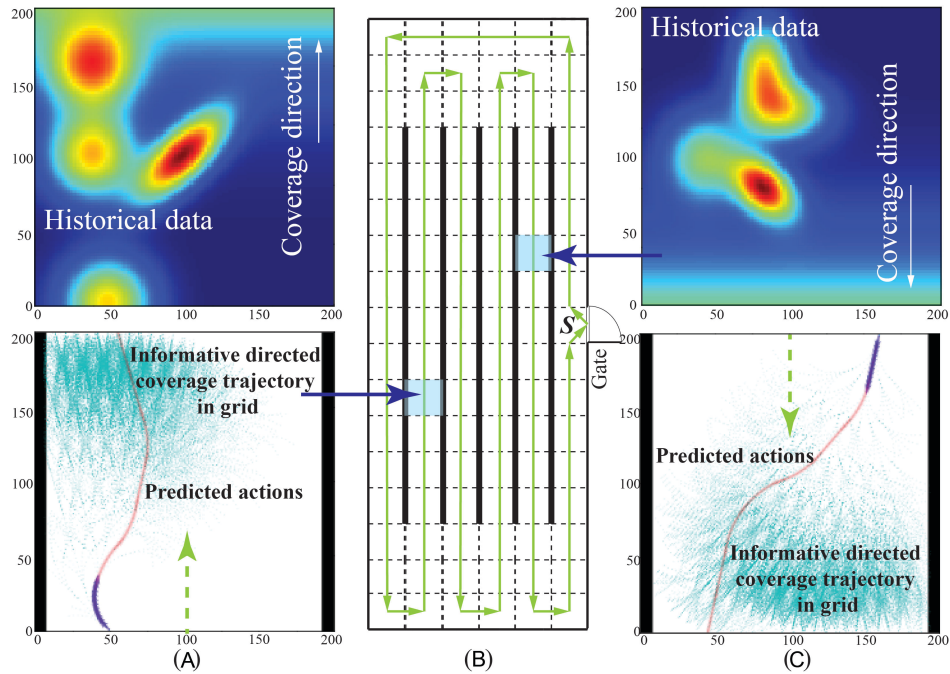 200
150
100
50
0
Historical data
Coverage direction
0
50
100
150
200
200
150
100
50
0
Informative directed
coverage trajectory
in grid
Predicted actions
0
50
100
150
200
(A)
S
Gate
(B)
200
150
100
50
0
Historical data
Coverage direction
0
50
100
150
200
200
150
100
50
0
Predicted actions
Informative directed
coverage trajectory
in grid
0
50
100
150
200
(C)